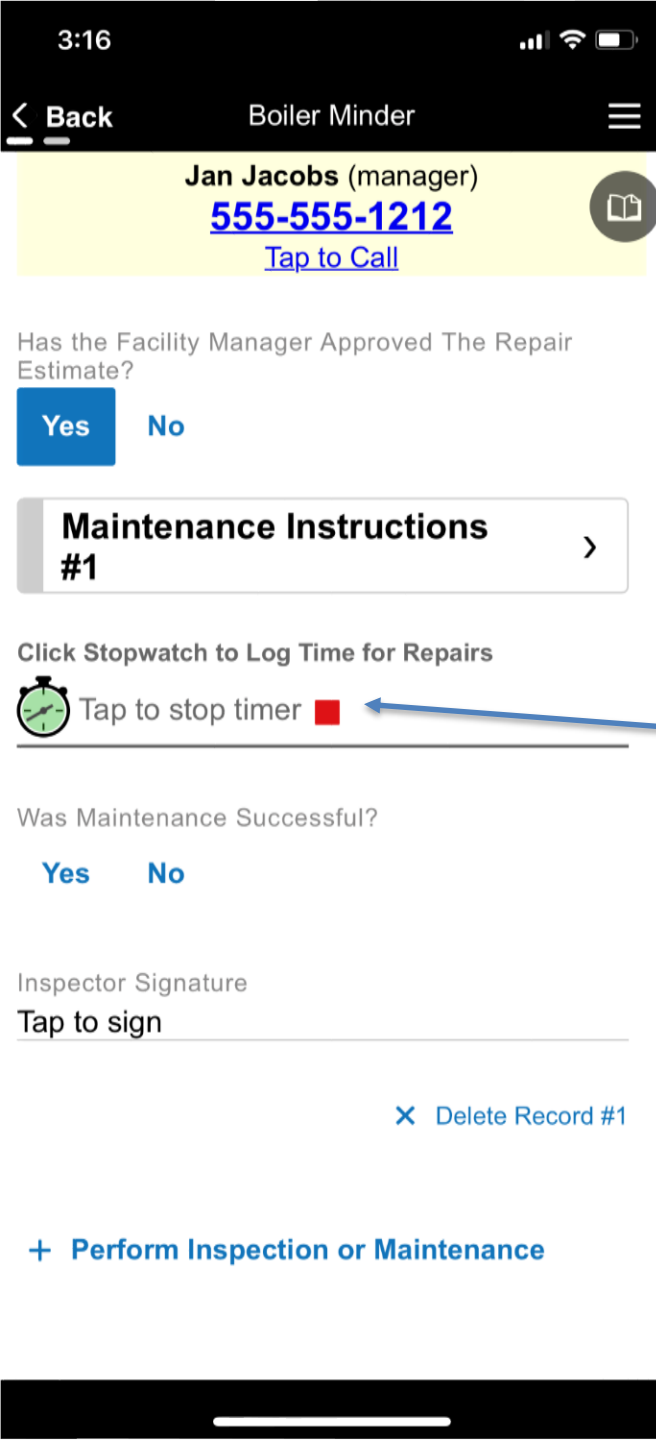 3:16
Back
Boiler Minder
Jan Jacobs (manager)
555-555-1212
Tap to Call
Has the Facility Manager Approved The Repair
Estimate?
Yes No
Maintenance Instructions
#1
Click Stopwatch to Log Time for Repairs
Tap to stop timer
Was Maintenance Successful?
Yes No
Inspector Signature
Tap to sign
Delete Record #1
+ Perform Inspection or Maintenance